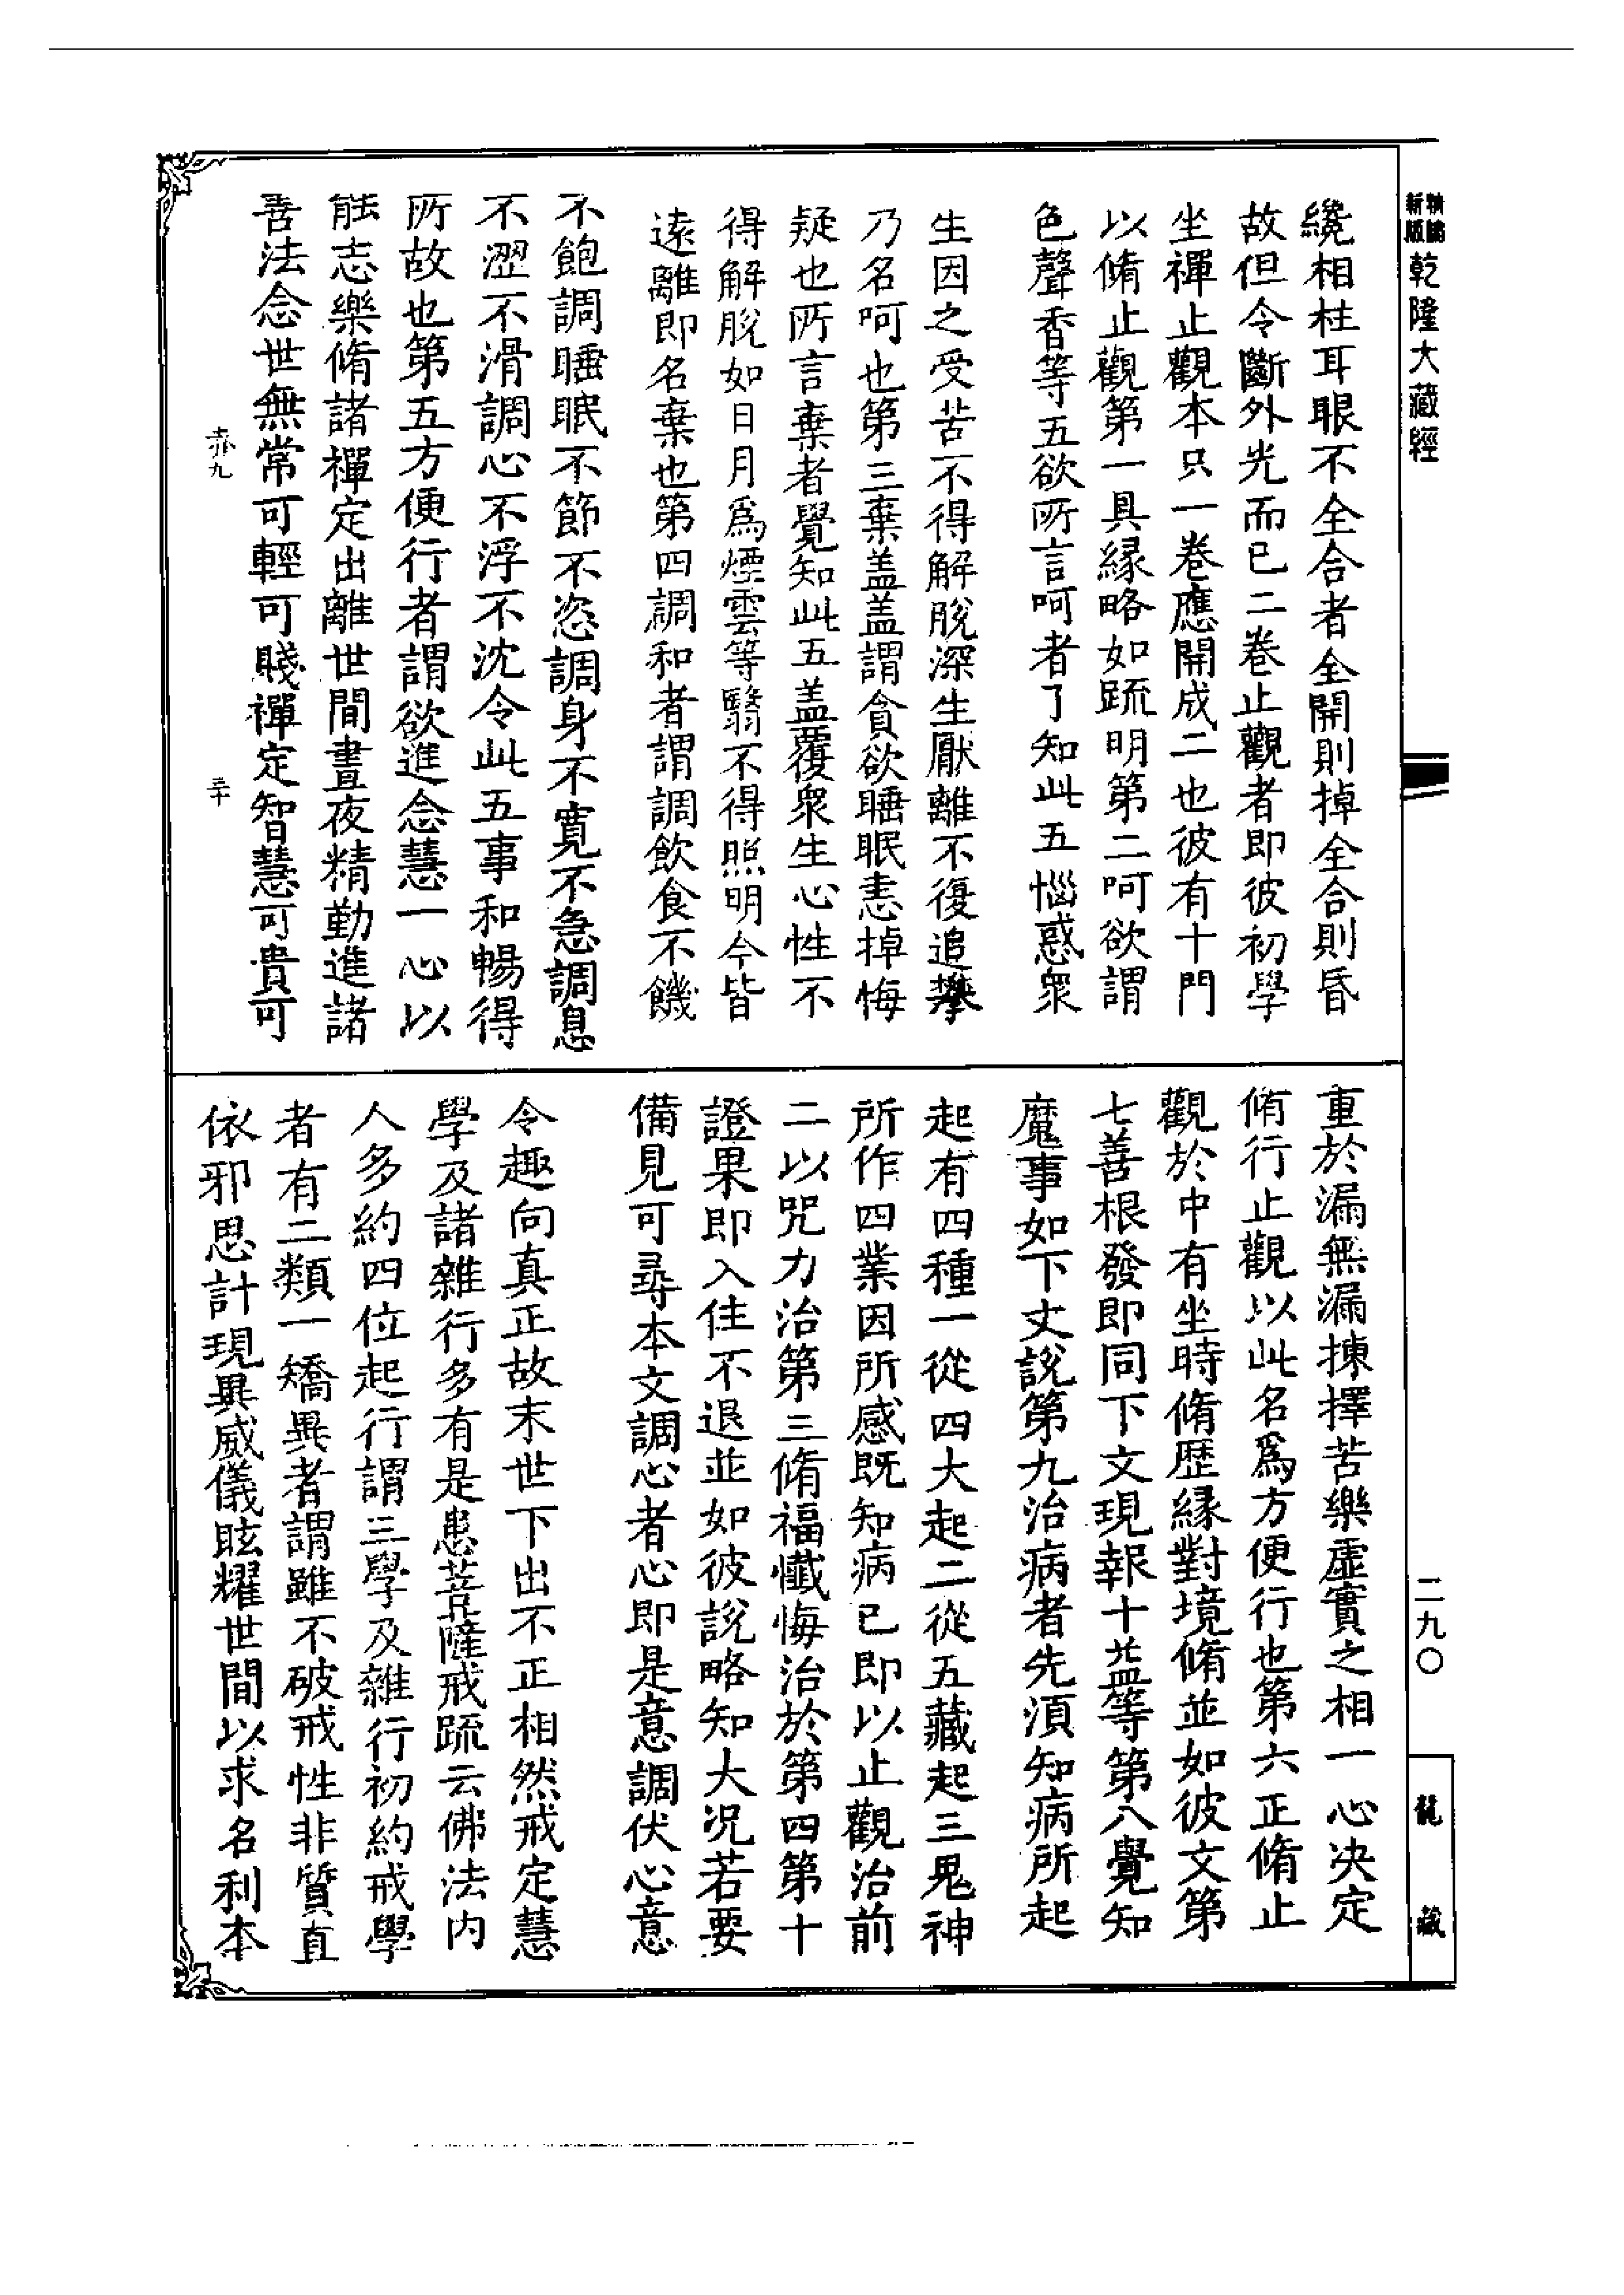 乾隆大藏經
纔相柱耳眼不全合者全開則掉全合則昏
故但令斷外光而已二卷止觀者即彼初學
坐禪止觀本只一卷應開成二也彼有十門
以脩止觀第一具縁略如䟽明第二呵欲謂
色聲香等五欲所言呵者了知此五惱惑衆
生因之受苦不得解脫深生厭離不復追攀
乃名呵也第三棄盖盖謂貪欲睡眠恚掉悔
疑也所言棄者覺知此五盖覆衆生心性不
得解脫如日月爲煙雲等翳不得照明今皆
遠離即名棄也第四調和者謂調飲食不饑
不飽調睡眠不節不恣調身不寛不急調息
不澀不滑調心不浮不沈令此五事和暢得
所故也第五方便行者謂欲進念慧一心以
能志樂脩諸禪定出離世間晝夜精勤進諸
善法念世無常可輕可賤禪定智慧可貴可
重於漏無漏揀擇苦樂虛實之相一心决定
脩行止觀以此名爲方便行也第六正脩止
觀於中有坐時脩歷縁對境脩並如彼文第
七善根發即同下文現報十益等第八覺知
魔事如下文說第九治病者先須知病所起
起有四種一從四大起二從五藏起三鬼神
所作四業因所感既知病已即以止觀治前
二以咒力治第三脩福懺悔治於第四第十
證果即入住不退並如彼說略知大况若要
備見可尋本文調心者心即是意調伏心意
令趣向真正故末世下出不正相然戒定慧
學及諸雜行多有是患菩薩戒䟽云佛法内
人多約四位起行謂三學及雜行初約戒學
者有二類一矯異者謂雖不破戒性非質直
依邪思計現異威儀眩耀世間以求名利本
二九〇
龍藏